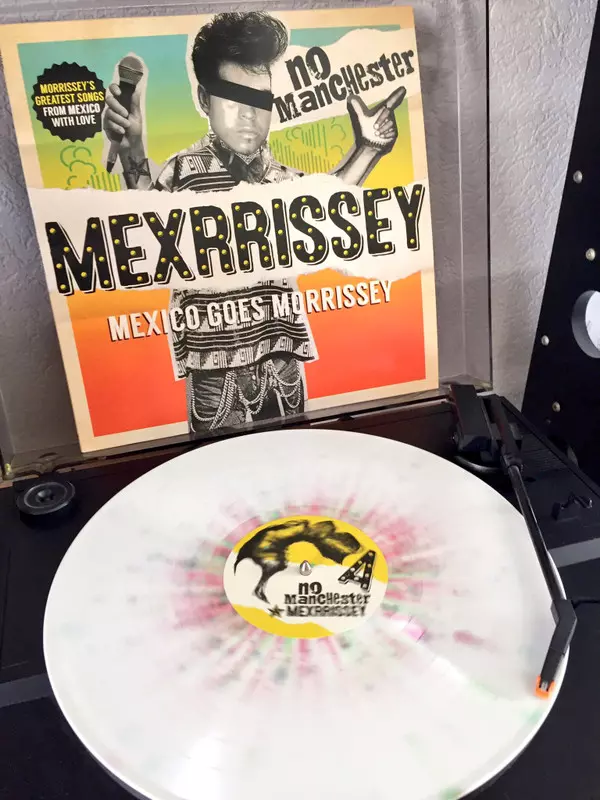 MORRISSEY'S
GREATEST SONGS
FROM MEXICO
WITH LOVE
no
Manchester
MEXRRISSEY
MEXICO GOES MORRISSEY
A
no
Manchester
MEXRRISSEY